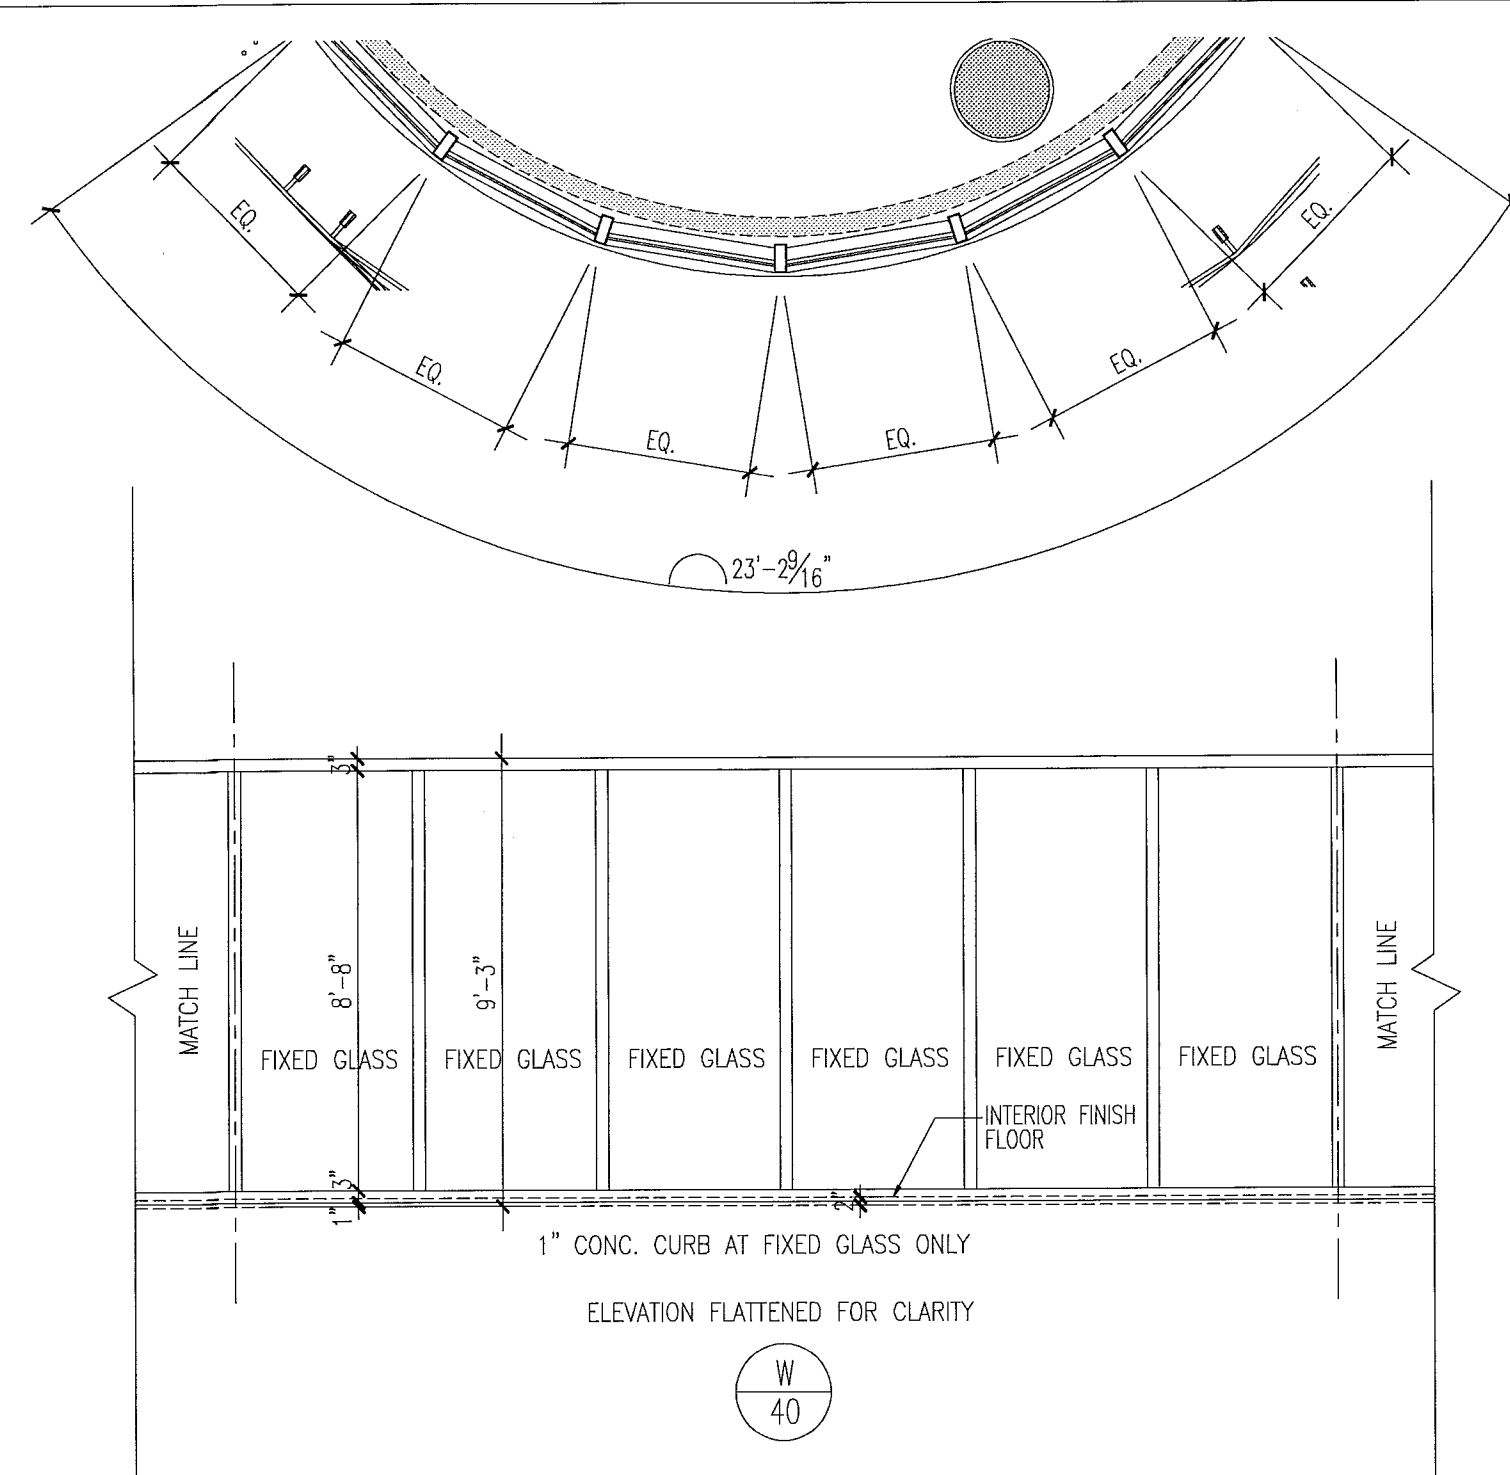 EQ.
EQ.
EQ.
EQ.
EQ.
EQ.
23'-2 9/16"
3"
8'-8"
9'-3"
MATCH LINE
MATCH LINE
FIXED GLASS
FIXED GLASS
FIXED GLASS
FIXED GLASS
FIXED GLASS
FIXED GLASS
INTERIOR FINISH
FLOOR
3"
1"
2"
1" CONC. CURB AT FIXED GLASS ONLY
ELEVATION FLATTENED FOR CLARITY
W
40